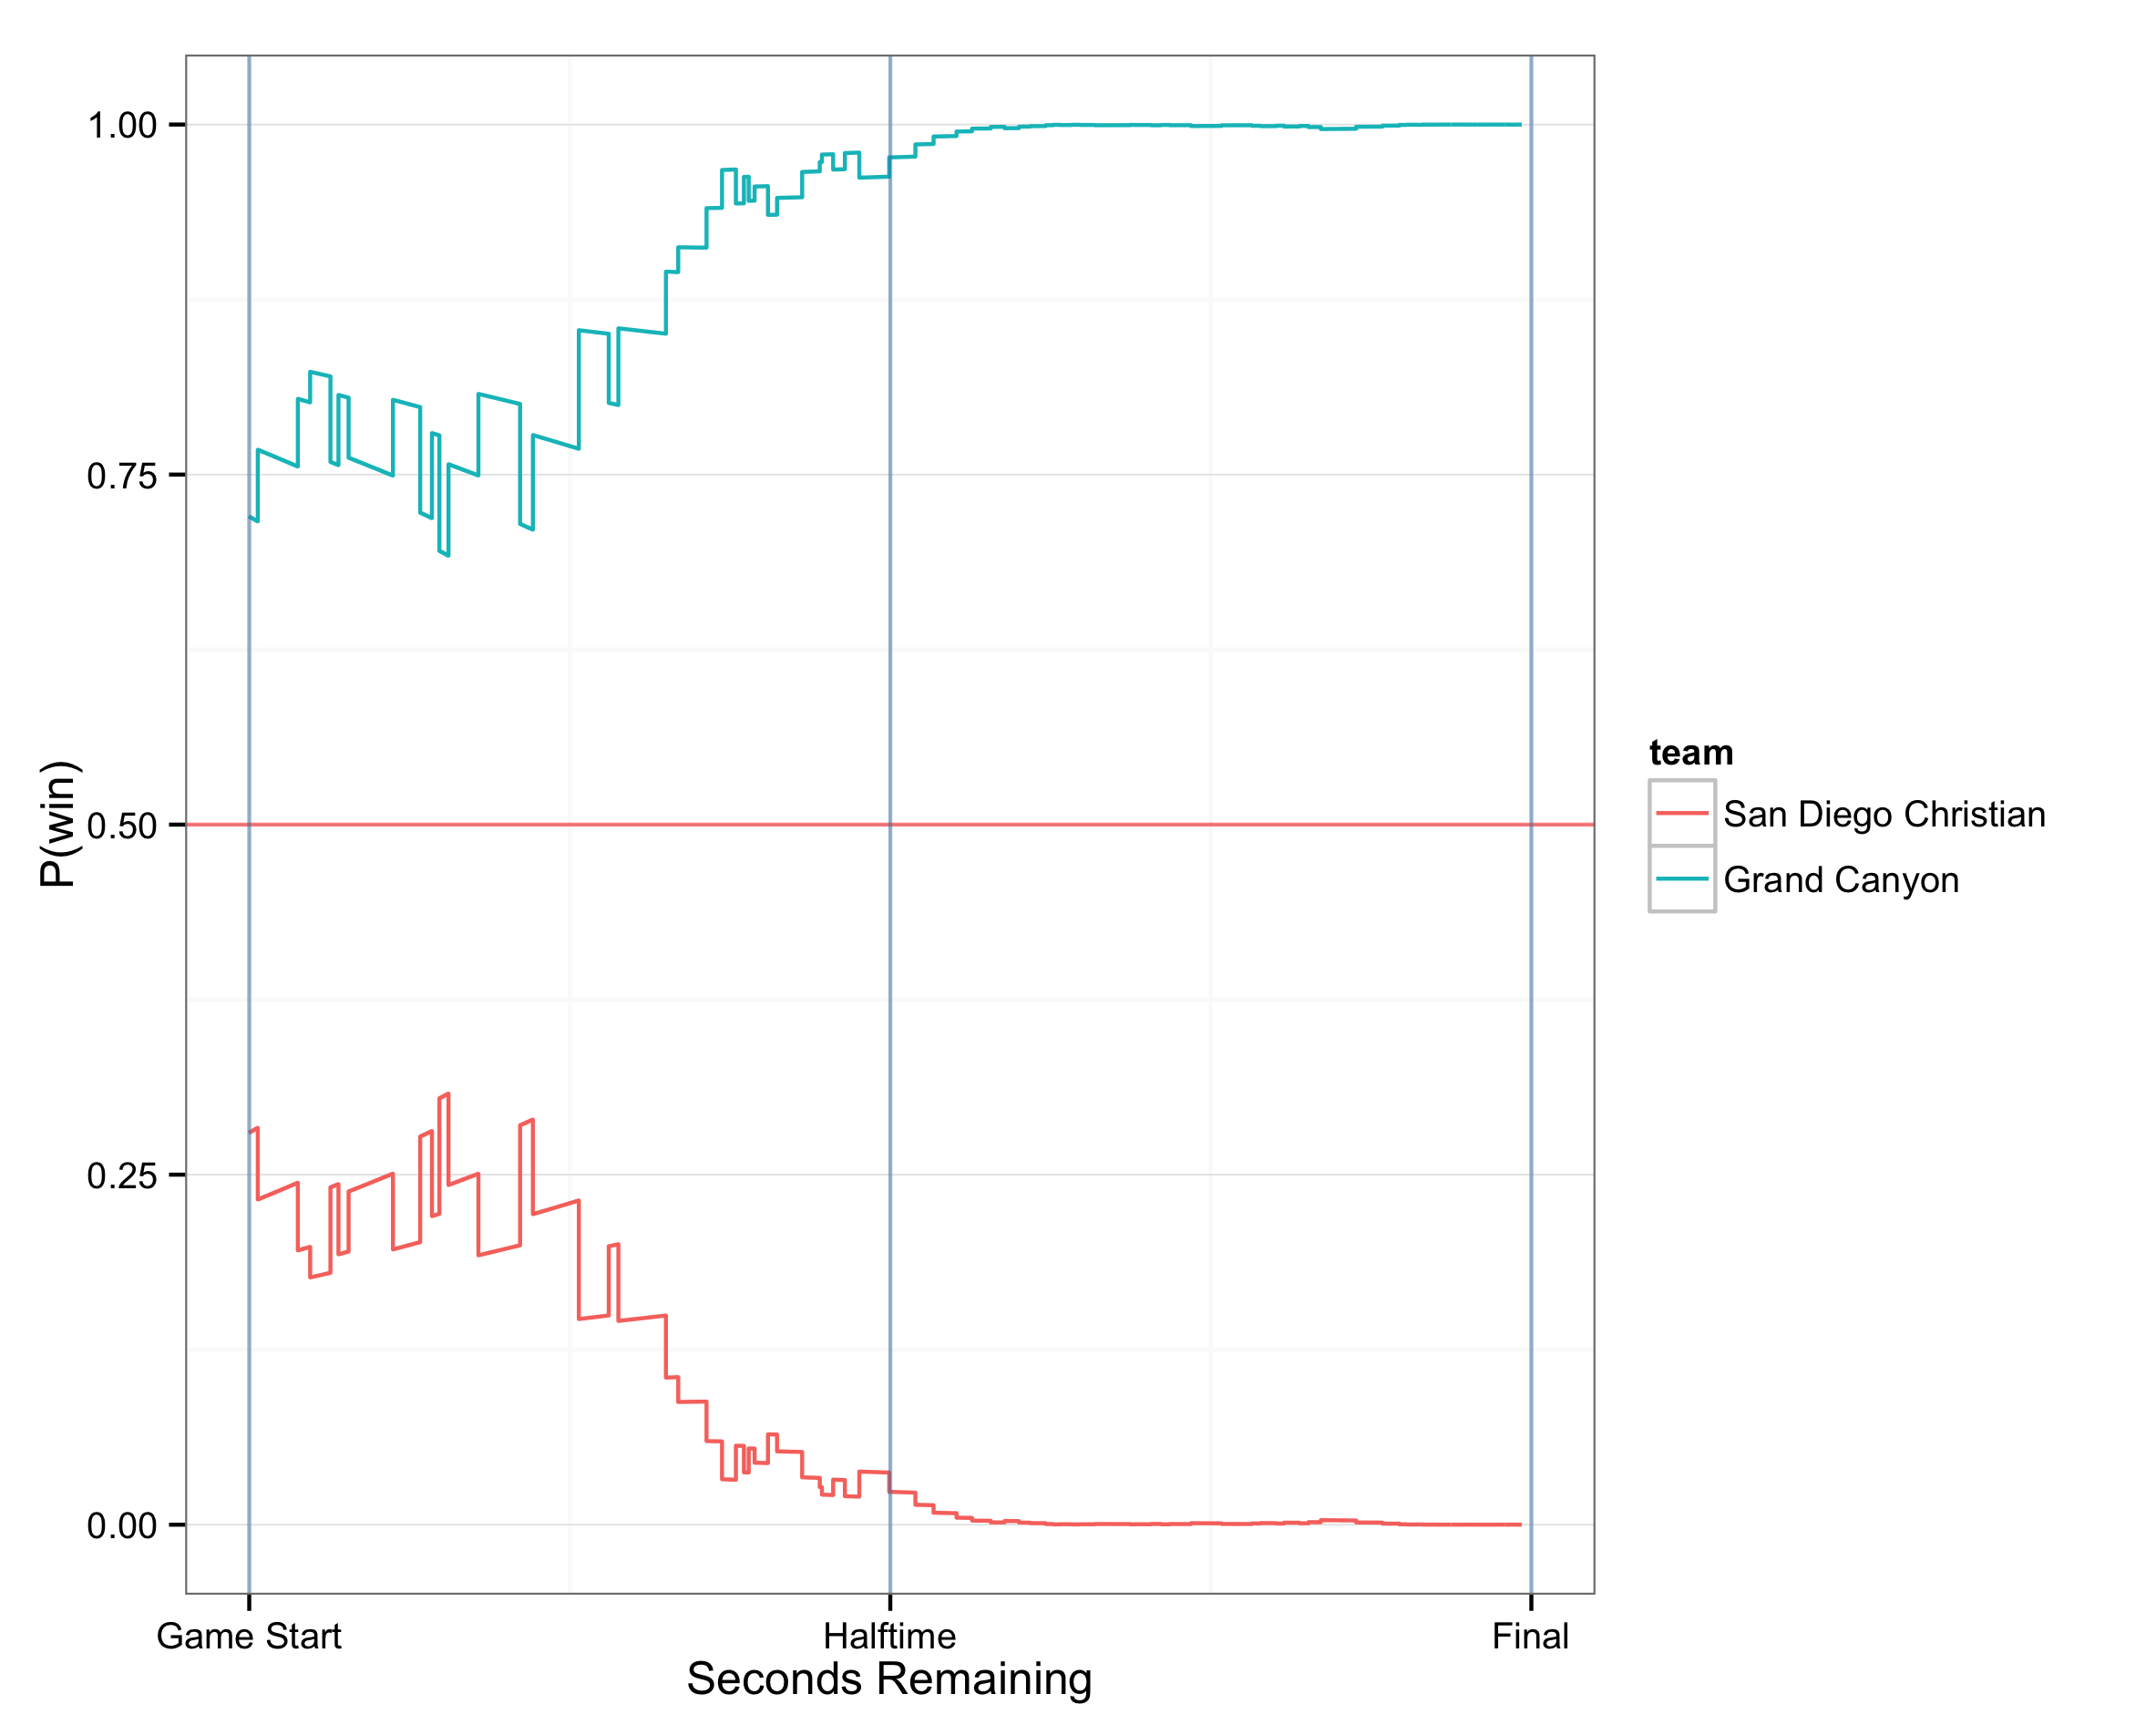 1.00
0.75
0.50
0.25
0.00
P(win)
Game Start
Halftime
Final
Seconds Remaining
team
San Diego Christian
Grand Canyon